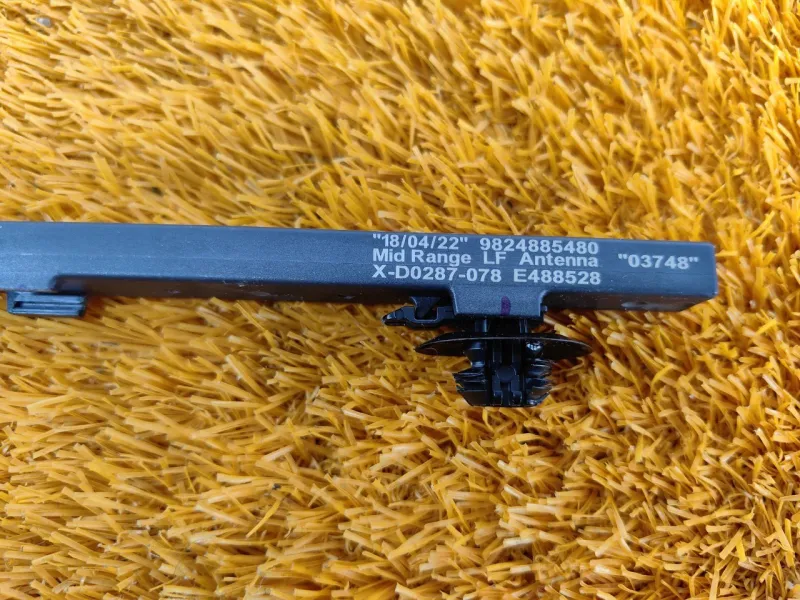 "18/04/22" 9824885480
Mid Range LF Antenna "03748"
X-D0287-078 E488528